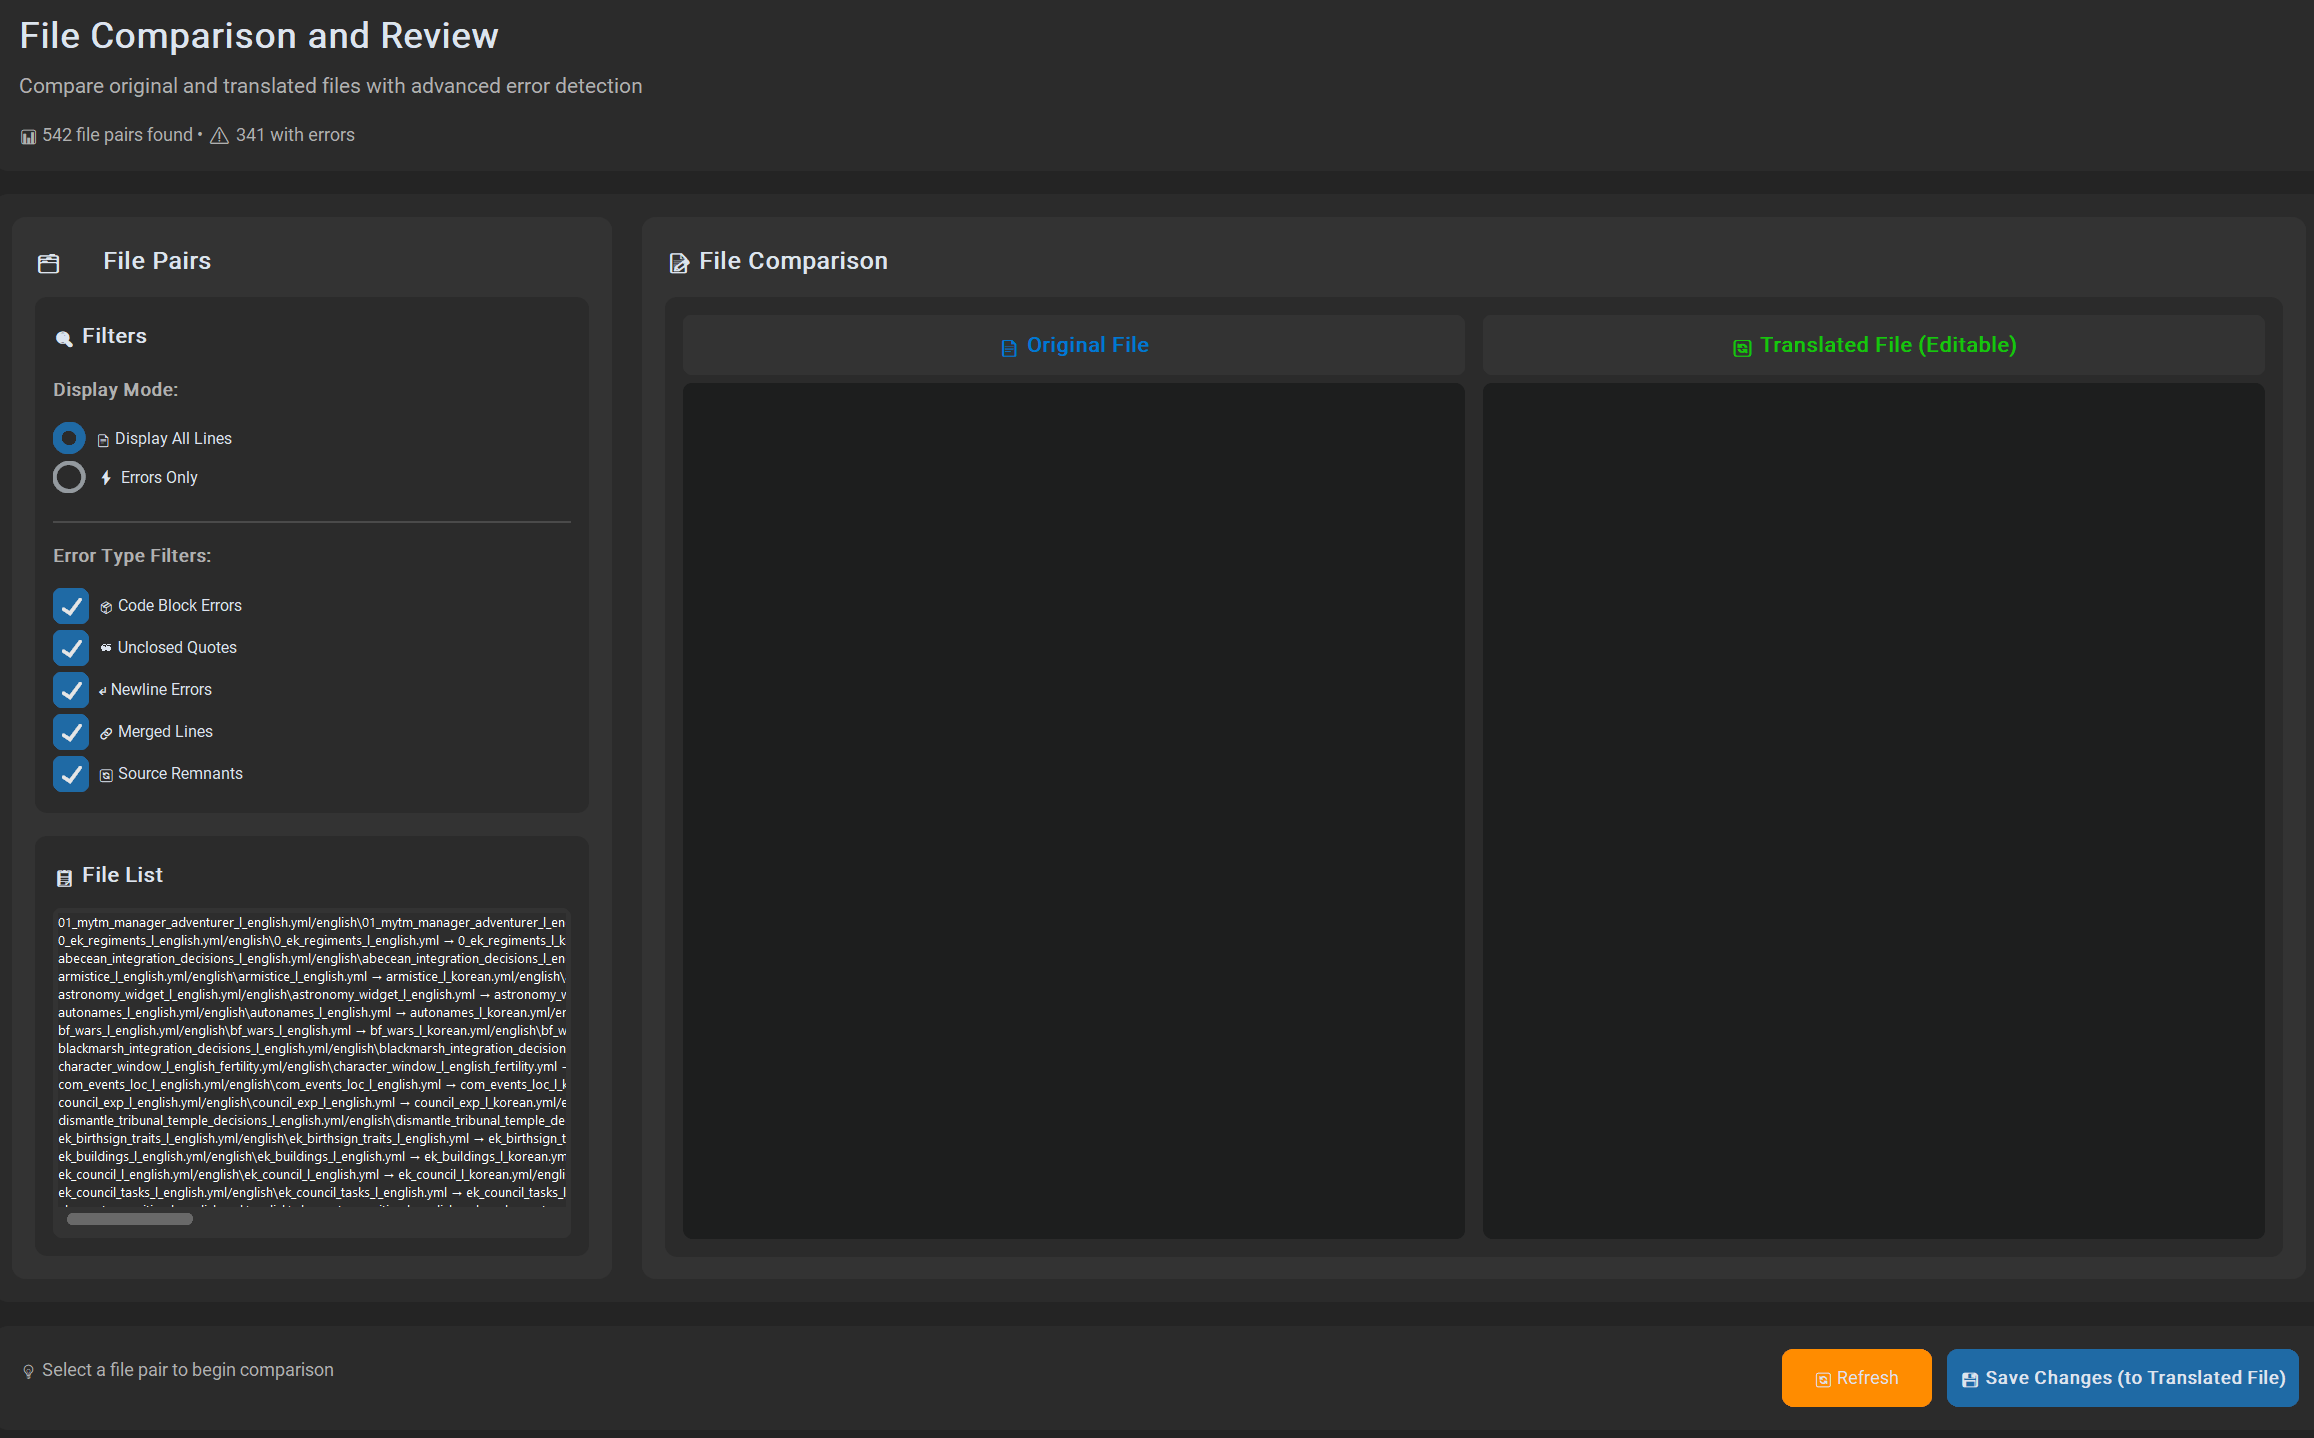 File Comparison and Review
Compare original and translated files with advanced error detection
542 file pairs found • ⚠ 341 with errors
File Pairs
Filters
Display Mode:
Display All Lines
Errors Only
Error Type Filters:
Code Block Errors
Unclosed Quotes
Newline Errors
Merged Lines
Source Remnants
File List
01_mytm_manager_adventurer_l_english.yml/english\01_mytm_manager_adventurer_l_en
0_ek_regiments_l_english.yml/english\0_ek_regiments_l_english.yml → 0_ek_regiments_l_k
abecean_integration_decisions_l_english.yml/english\abecean_integration_decisions_l_en
armistice_l_english.yml/english\armistice_l_english.yml → armistice_l_korean.yml/english\
astronomy_widget_l_english.yml/english\astronomy_widget_l_english.yml → astronomy_w
autonames_l_english.yml/english\autonames_l_english.yml → autonames_l_korean.yml/er
bf_wars_l_english.yml/english\bf_wars_l_english.yml → bf_wars_l_korean.yml/english\bf_w
blackmarsh_integration_decisions_l_english.yml/english\blackmarsh_integration_decision
character_window_l_english_fertility.yml/english\character_window_l_english_fertility.yml
com_events_loc_l_english.yml/english\com_events_loc_l_english.yml → com_events_loc_l_k
council_exp_l_english.yml/english\council_exp_l_english.yml → council_exp_l_korean.yml/e
dismantle_tribunal_temple_decisions_l_english.yml/english\dismantle_tribunal_temple_de
ek_birthsign_traits_l_english.yml/english\ek_birthsign_traits_l_english.yml → ek_birthsign_t
ek_buildings_l_english.yml/english\ek_buildings_l_english.yml → ek_buildings_l_korean.ym
ek_council_l_english.yml/english\ek_council_l_english.yml → ek_council_l_korean.yml/engli
ek_council_tasks_l_english.yml/english\ek_council_tasks_l_english.yml → ek_council_tasks_l
File Comparison
Original File
Translated File (Editable)
Select a file pair to begin comparison
Refresh
Save Changes (to Translated File)